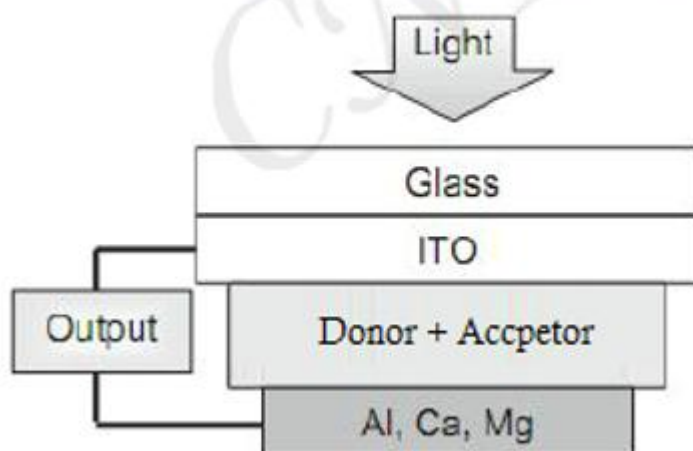 Light
Glass
ITO
Output
Donor + Accpetor
Al, Ca, Mg